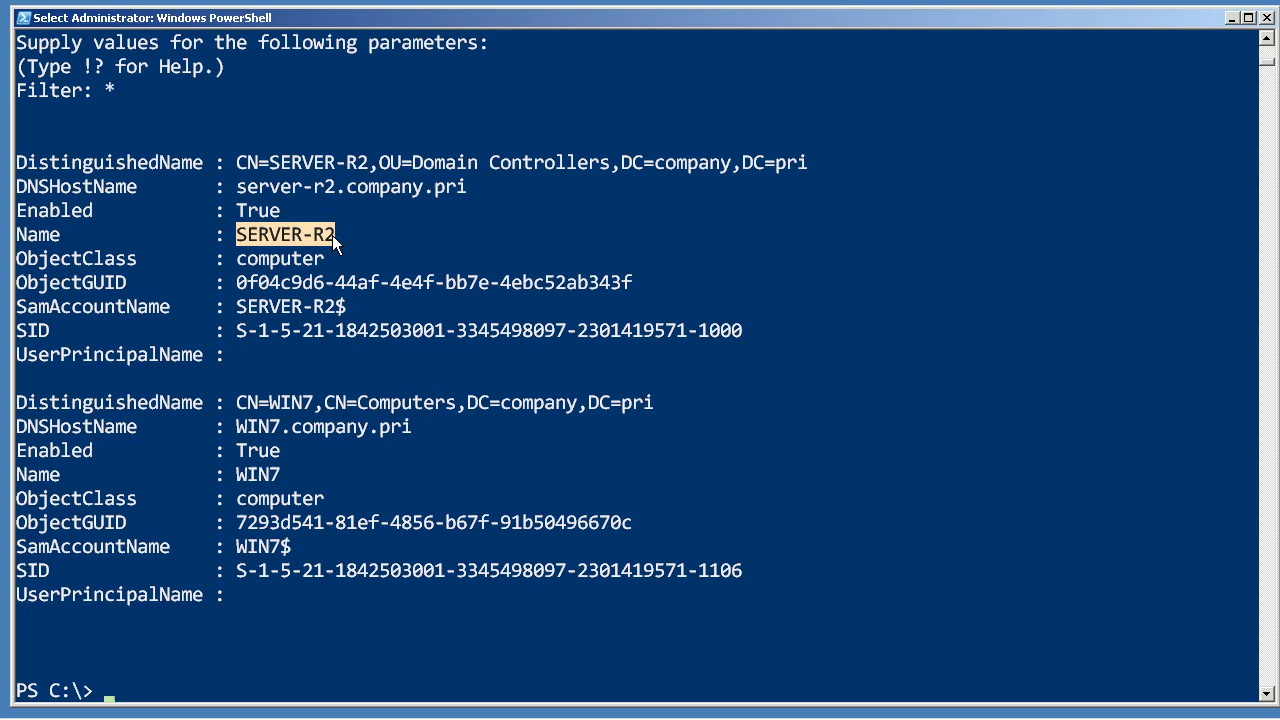 Select Administrator: Windows PowerShell
Supply values for the following parameters:
(Type !? for Help.)
Filter: *
DistinguishedName : CN=SERVER-R2,OU=Domain Controllers,DC=company,DC=pri
DNSHostName : server-r2.company.pri
Enabled : True
Name : SERVER-R2
ObjectClass : computer
ObjectGUID : 0f04c9d6-44af-4e4f-bb7e-4ebc52ab343f
SamAccountName : SERVER-R2$
SID : S-1-5-21-1842503001-3345498097-2301419571-1000
UserPrincipalName :
DistinguishedName : CN=WIN7,CN=Computers,DC=company,DC=pri
DNSHostName : WIN7.company.pri
Enabled : True
Name : WIN7
ObjectClass : computer
ObjectGUID : 7293d541-81ef-4856-b67f-91b50496670c
SamAccountName : WIN7$
SID : S-1-5-21-1842503001-3345498097-2301419571-1106
UserPrincipalName :
PS C:\>